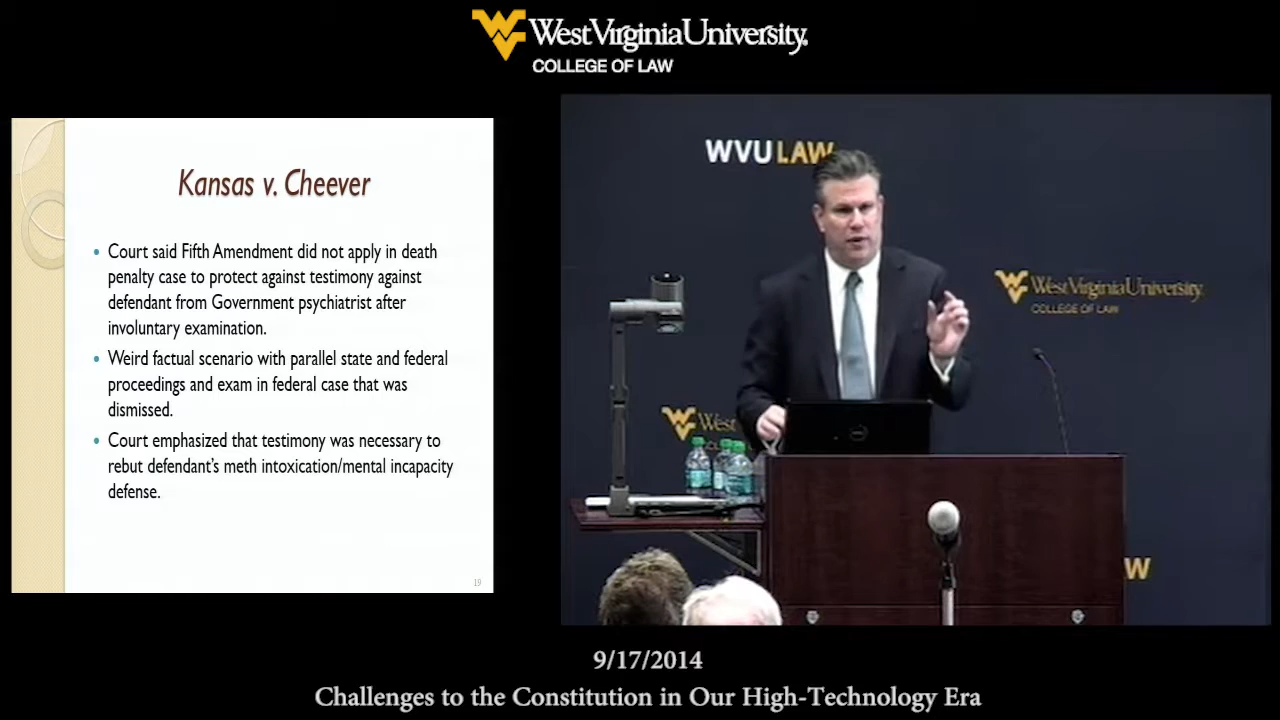 West Virginia University.
COLLEGE OF LAW
Kansas v. Cheever
• Court said Fifth Amendment did not apply in death
penalty case to protect against testimony against
defendant from Government psychiatrist after
involuntary examination.
• Weird factual scenario with parallel state and federal
proceedings and exam in federal case that was
dismissed.
• Court emphasized that testimony was necessary to
rebut defendant's meth intoxication/mental incapacity
defense.
19
WVU LAW
West Virginia University.
COLLEGE OF LAW
West
W
9/17/2014
Challenges to the Constitution in Our High-Technology Era